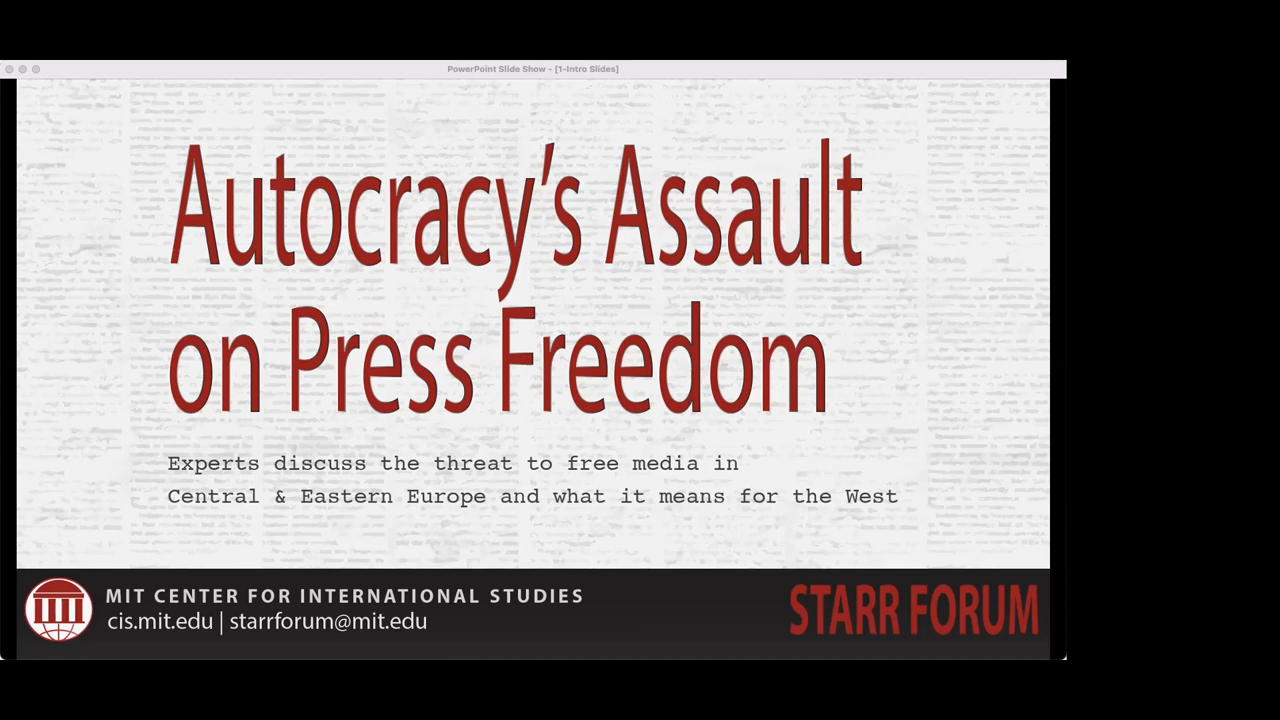 PowerPoint Slide Show - [1-Intro Slides]
Autocracy’s Assault
on Press Freedom
Experts discuss the threat to free media in
Central & Eastern Europe and what it means for the West
MIT CENTER FOR INTERNATIONAL STUDIES
cis.mit.edu | starrforum@mit.edu
STARR FORUM